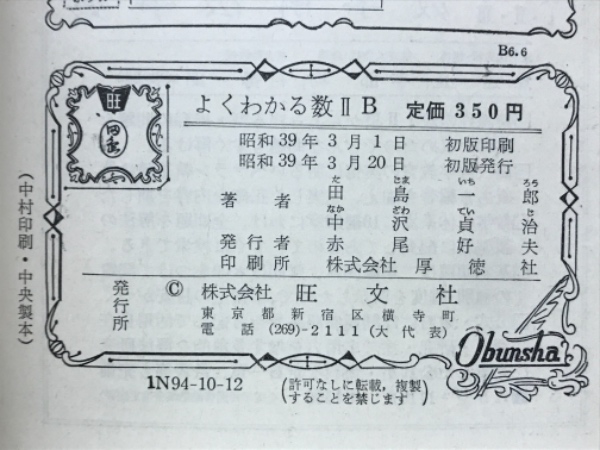 B6.6
旺
よくわかる数ⅡB 定価350円
昭和39年3月1日 初版印刷
昭和39年3月20日 初版発行
著者 田島一郎
中沢貞治
発行者 赤尾好夫
印刷所 株式会社厚徳社
発行所
© 株式会社 旺文社
東京都新宿区横寺町
電話 (269)-2111 (大代表)
Obunsha
1N94-10-12
(許可なしに転載,複製
することを禁じます)
(中村印刷・中央製本)